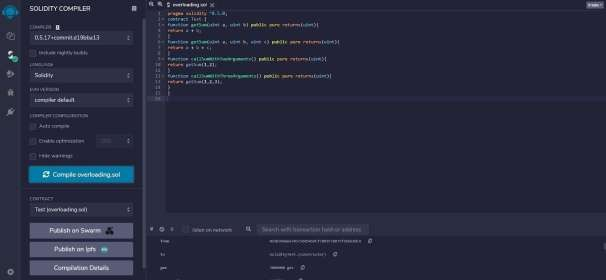 SOLIDITY COMPILER
COMPILER
0.5.17+commit.d19bba13
Include nightly builds
LANGUAGE
Solidity
EVM VERSION
compiler default
COMPILER CONFIGURATION
Auto compile
Enable optimization
200
Hide warnings
Compile overloading.sol
CONTRACT
Test (overloading.sol)
Publish on Swarm
Publish on Ipfs
Compilation Details
overloading.sol
1 pragma solidity ^0.5.0;
2 contract Test {
3 function getSum(uint a, uint b) public pure returns(uint){
4 return a + b;
5 }
6 function getSum(uint a, uint b, uint c) public pure returns(uint){
7 return a + b + c;
8 }
9 function callSumWithTwoArguments() public pure returns(uint){
10 return getSum(1,2);
11 }
12 function callSumWithThreeArguments() public pure returns(uint){
13 return getSum(1,2,3);
14 }
15 }
16
0
listen on network
Search with transaction hash or address
from
to
gas